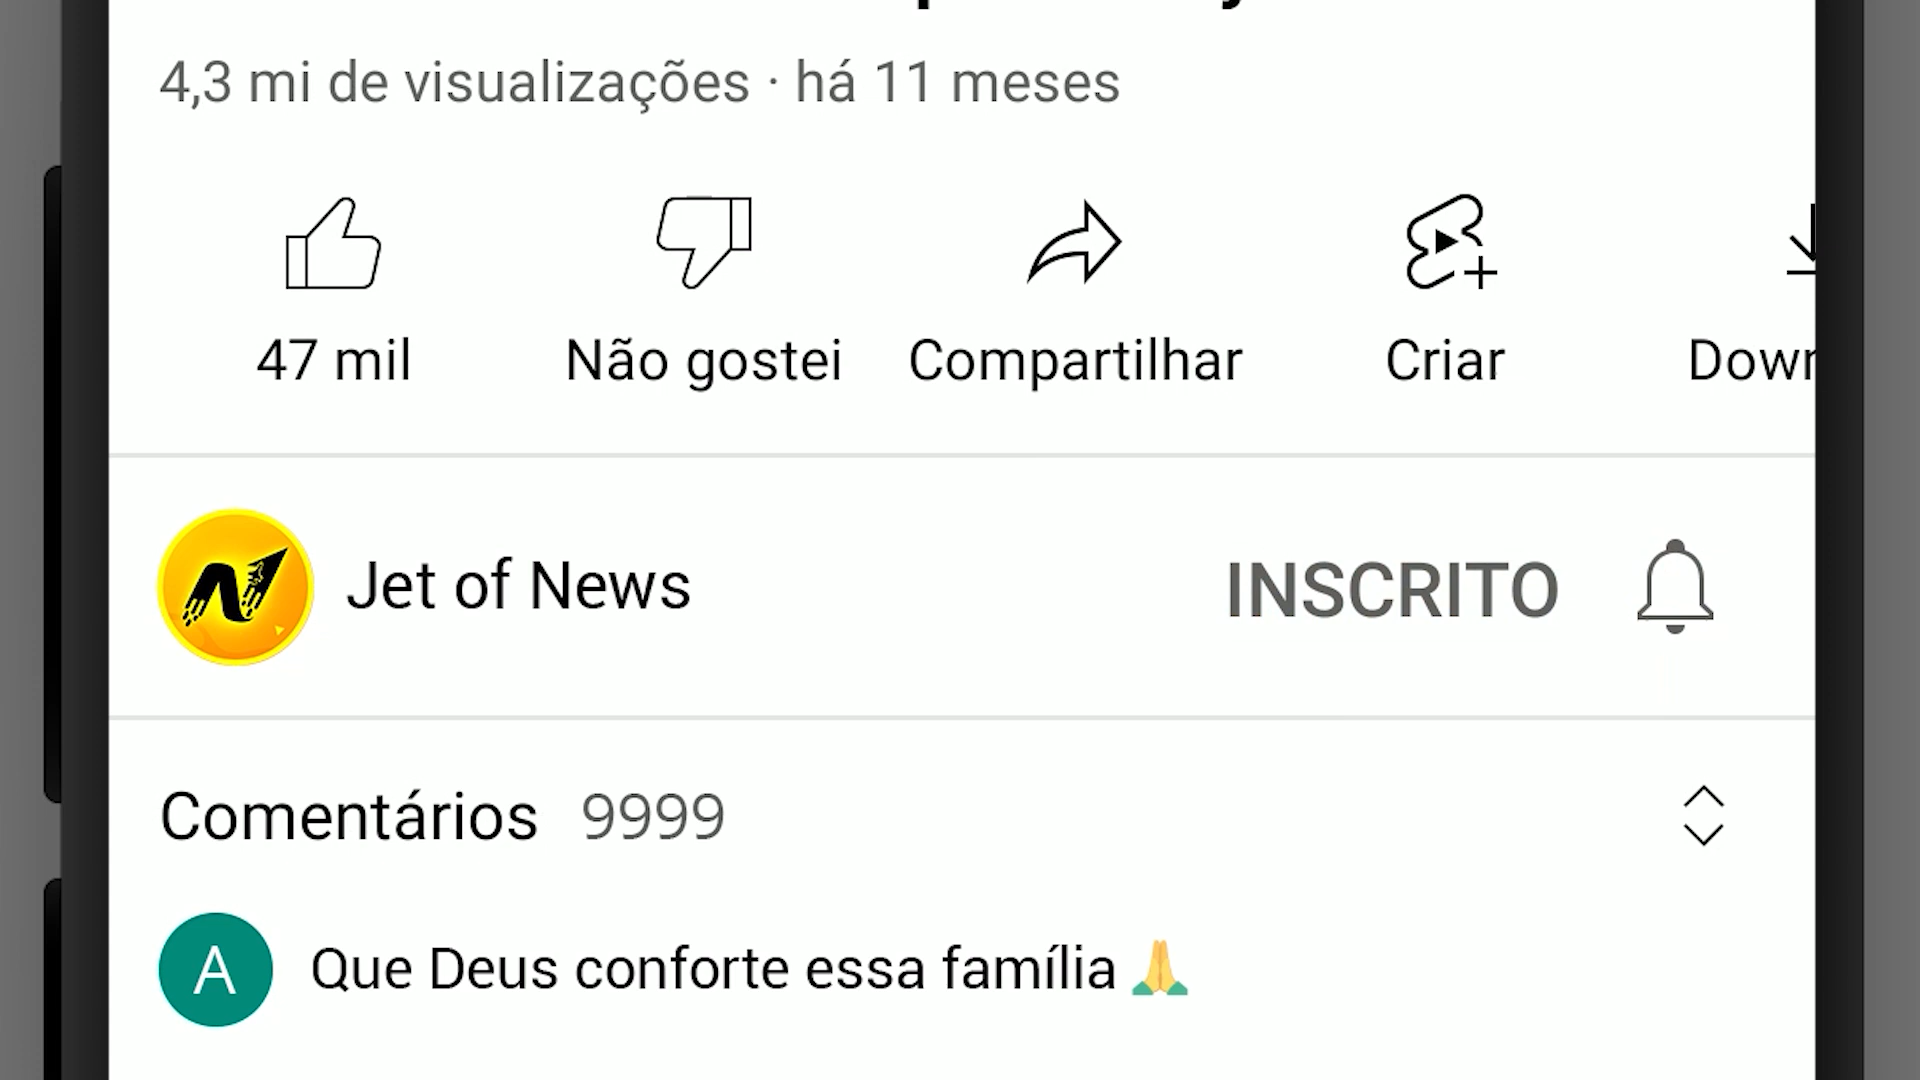 4,3 mi de visualizações · há 11 meses
47 mil
Não gostei
Compartilhar
Criar
Jet of News
INSCRITO
Comentários 9999
A
Que Deus conforte essa família 🙏